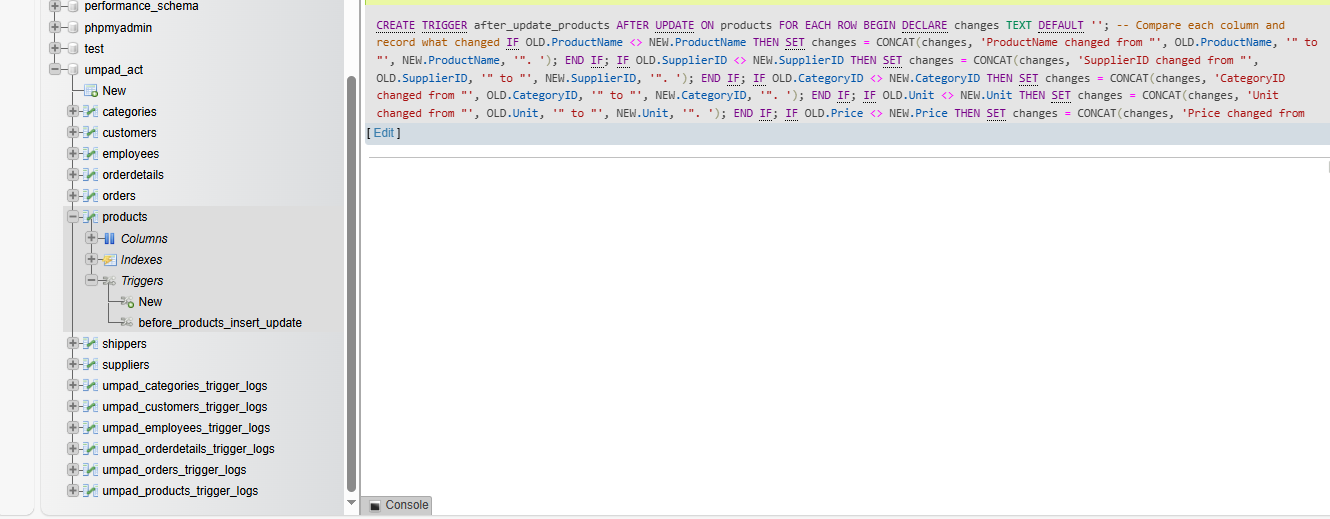 performance_schema
phpmyadmin
test
umpad_act
New
categories
customers
employees
orderdetails
orders
products
Columns
Indexes
Triggers
New
before_products_insert_update
shippers
suppliers
umpad_categories_trigger_logs
umpad_customers_trigger_logs
umpad_employees_trigger_logs
umpad_orderdetails_trigger_logs
umpad_orders_trigger_logs
umpad_products_trigger_logs
CREATE TRIGGER after_update_products AFTER UPDATE ON products FOR EACH ROW BEGIN DECLARE changes TEXT DEFAULT ''; -- Compare each column and
record what changed IF OLD.ProductName <> NEW.ProductName THEN SET changes = CONCAT(changes, 'ProductName changed from "', OLD.ProductName, '" to
"', NEW.ProductName, '". '); END IF; IF OLD.SupplierID <> NEW.SupplierID THEN SET changes = CONCAT(changes, 'SupplierID changed from "',
OLD.SupplierID, '" to "', NEW.SupplierID, '". '); END IF; IF OLD.CategoryID <> NEW.CategoryID THEN SET changes = CONCAT(changes, 'CategoryID
changed from "', OLD.CategoryID, '" to "', NEW.CategoryID, '". '); END IF; IF OLD.Unit <> NEW.Unit THEN SET changes = CONCAT(changes, 'Unit
changed from "', OLD.Unit, '" to "', NEW.Unit, '". '); END IF; IF OLD.Price <> NEW.Price THEN SET changes = CONCAT(changes, 'Price changed from
[ Edit ]
Console